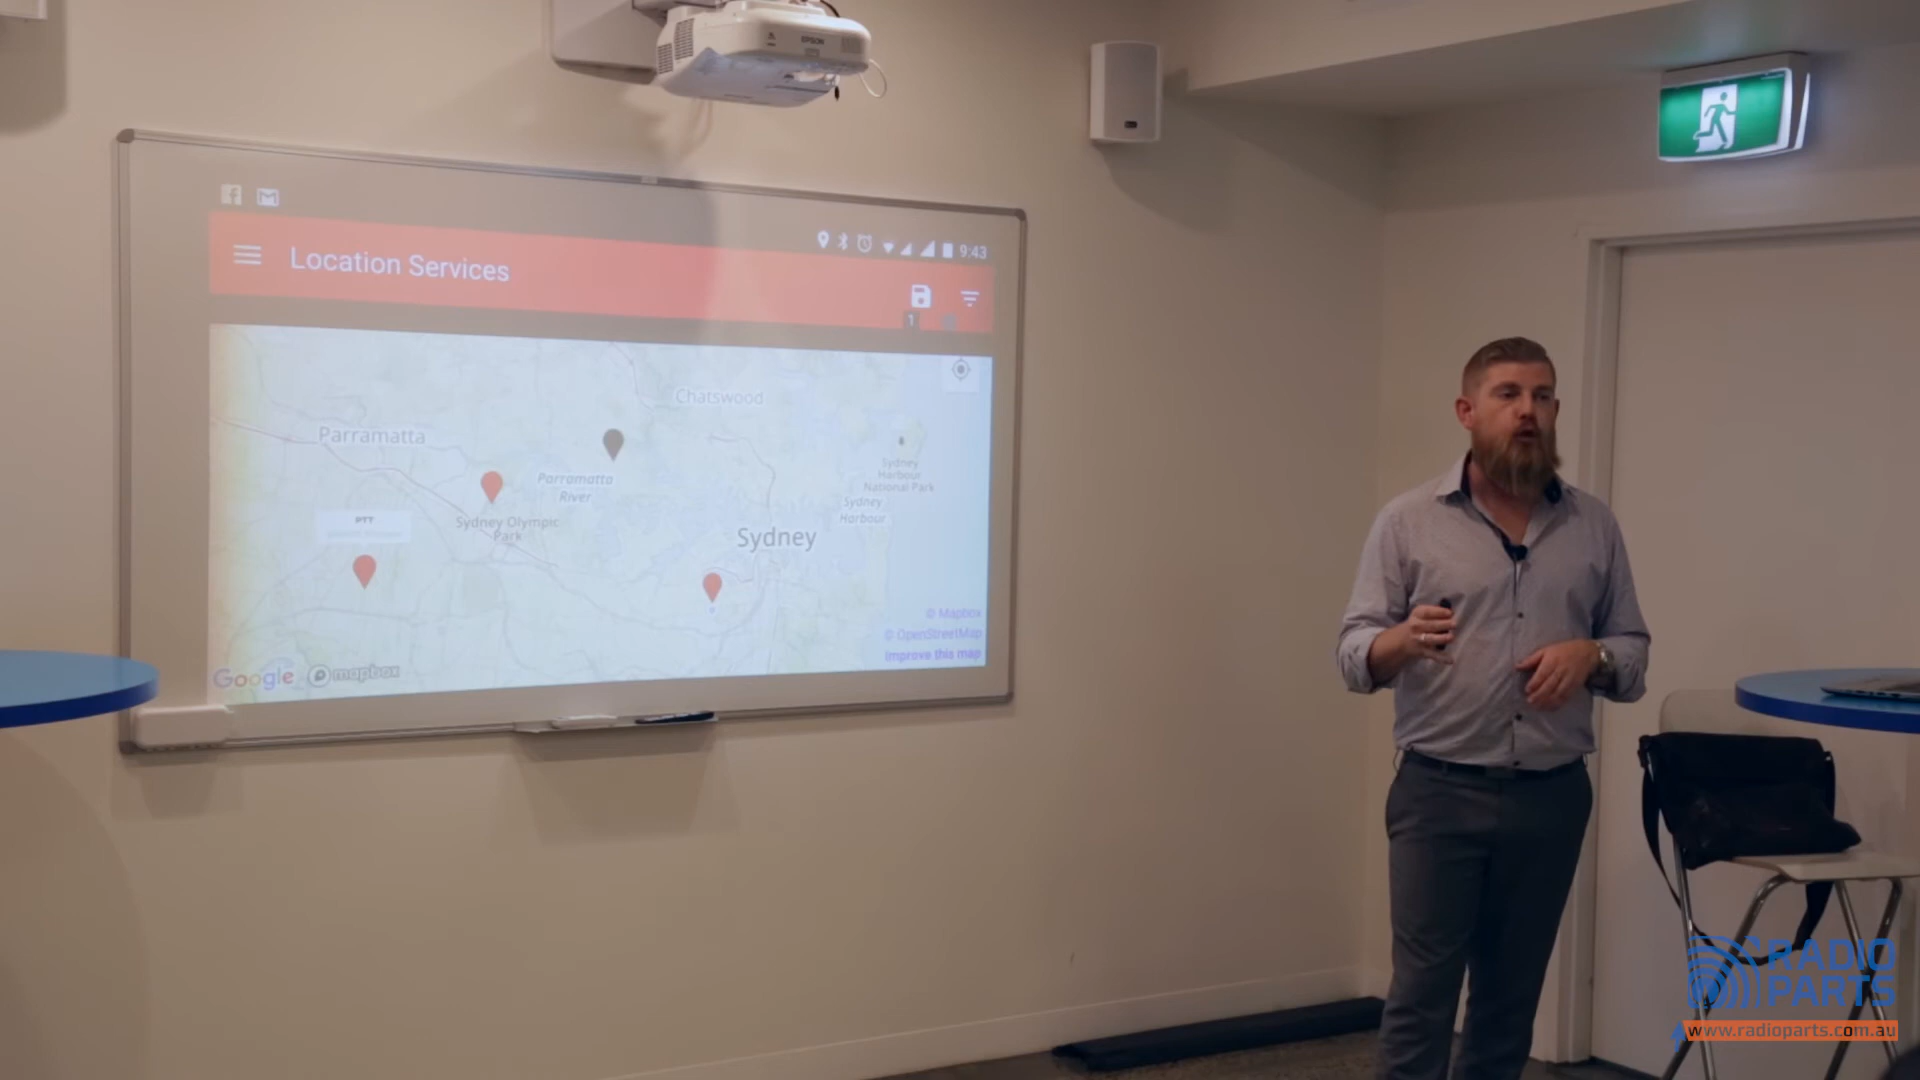 EPSON
9:43
Location Services
1
Chatswood
Parramatta
Parramatta
River
Sydney
Harbour
National Park
Sydney
Harbour
PTT
Sydney Olympic
Park
Sydney
© Mapbox
© OpenStreetMap
Improve this map
Google
mapbox
RADIO
PARTS
www.radioparts.com.au